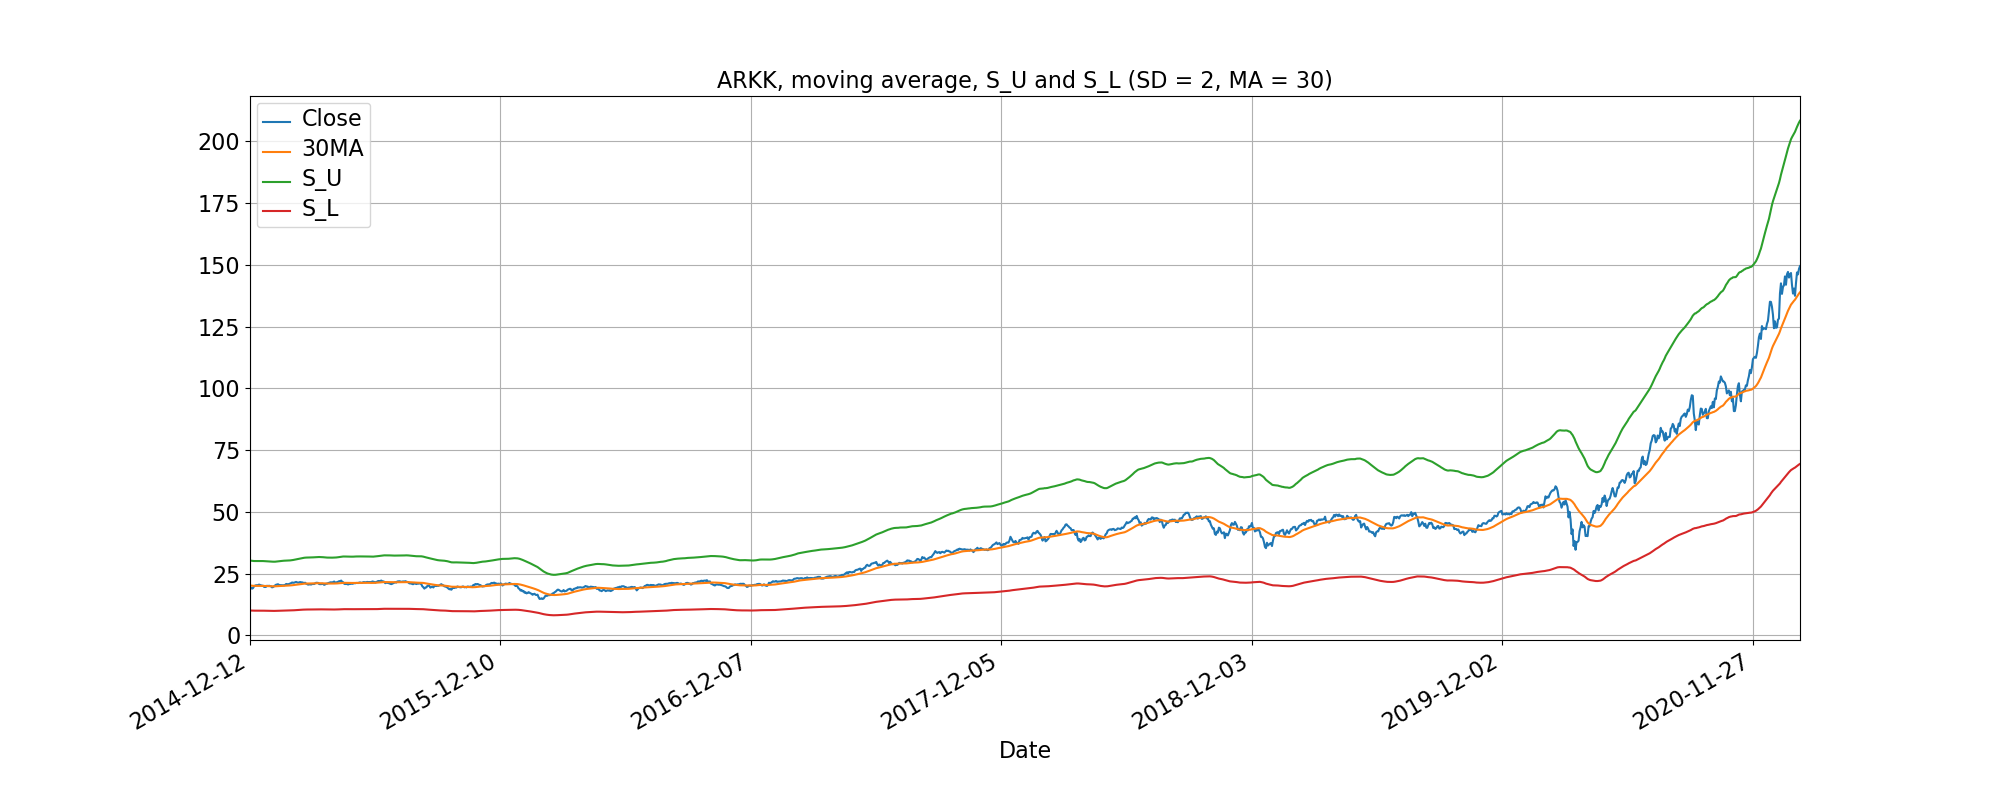 ARKK, moving average, S_U and S_L (SD = 2, MA = 30)
Close
30MA
S_U
S_L
200
175
150
125
100
75
50
25
0
2014-12-12
2015-12-10
2016-12-07
2017-12-05
2018-12-03
2019-12-02
2020-11-27
Date